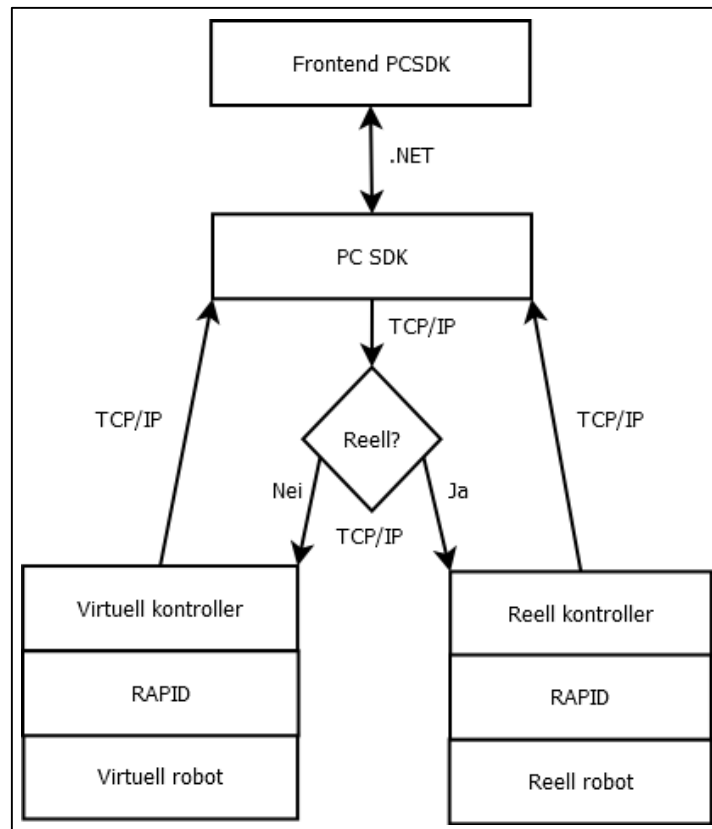 Frontend PCSDK
.NET
PC SDK
TCP/IP
TCP/IP
TCP/IP
Reell?
Nei
Ja
TCP/IP
Virtuell kontroller
Reell kontroller
RAPID
RAPID
Virtuell robot
Reell robot